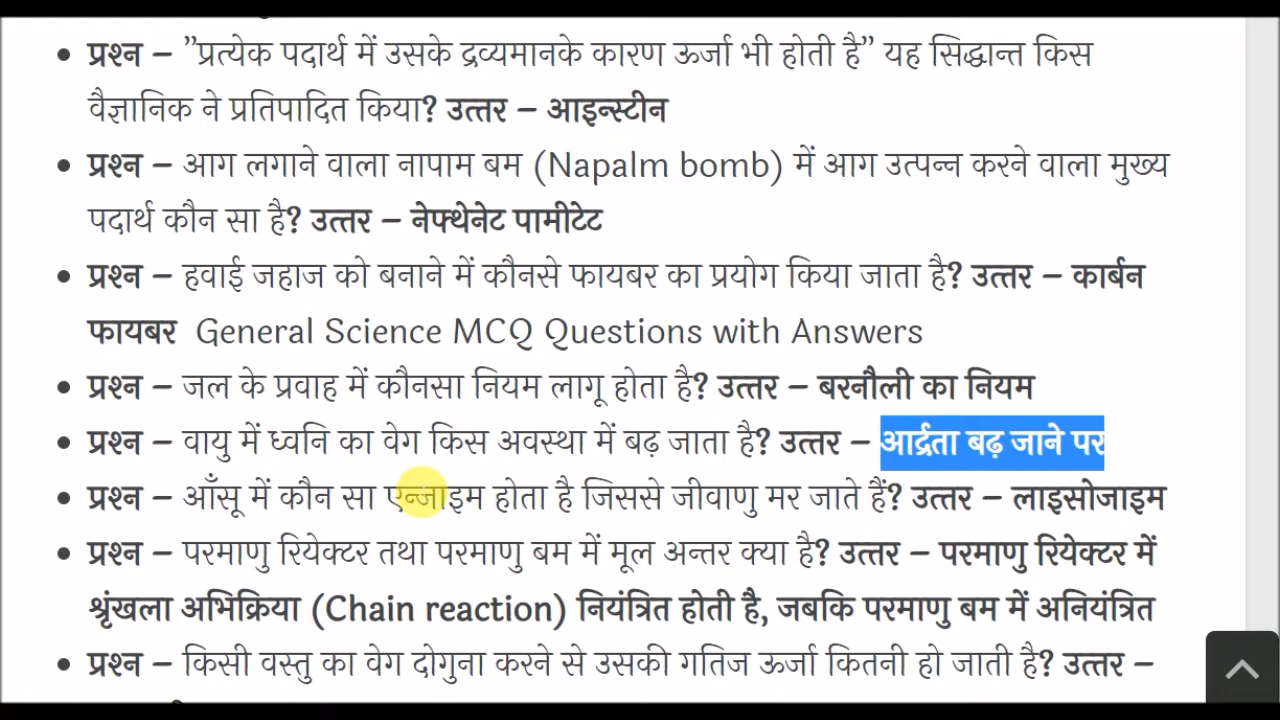 • प्रश्न – ”प्रत्येक पदार्थ में उसके द्रव्यमानके कारण ऊर्जा भी होती है” यह सिद्धान्त किस
वैज्ञानिक ने प्रतिपादित किया? उत्तर – आइन्स्टीन
• प्रश्न – आग लगाने वाला नापाम बम (Napalm bomb) में आग उत्पन्न करने वाला मुख्य
पदार्थ कौन सा है? उत्तर – नेफ्थेनेट पामीटेट
• प्रश्न – हवाई जहाज को बनाने में कौनसे फायबर का प्रयोग किया जाता है? उत्तर – कार्बन
फायबर General Science MCQ Questions with Answers
• प्रश्न – जल के प्रवाह में कौनसा नियम लागू होता है? उत्तर – बरनौली का नियम
• प्रश्न – वायु में ध्वनि का वेग किस अवस्था में बढ़ जाता है? उत्तर – आर्द्रता बढ़ जाने पर
• प्रश्न – आँसू में कौन सा एन्जाइम होता है जिससे जीवाणु मर जाते हैं? उत्तर – लाइसोजाइम
• प्रश्न – परमाणु रियेक्टर तथा परमाणु बम में मूल अन्तर क्या है? उत्तर – परमाणु रियेक्टर में
श्रृंखला अभिक्रिया (Chain reaction) नियंत्रित होती है, जबकि परमाणु बम में अनियंत्रित
• प्रश्न – किसी वस्तु का वेग दोगुना करने से उसकी गतिज ऊर्जा कितनी हो जाती है? उत्तर –